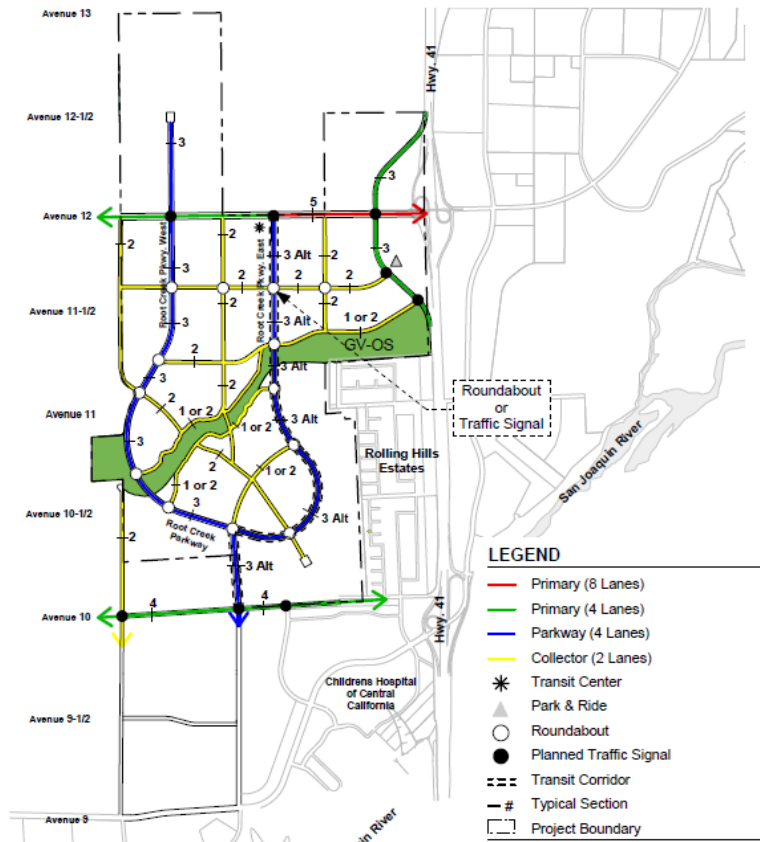 Avenue 13
Hwy. 41
Avenue 12-1/2
3
3
5
Avenue 12
2
Root Creek Pkwy. West
3
2
2
Root Creek Pkwy. East
3 Alt
2
3
2
2
2
2
Avenue 11-1/2
3
3 Alt
2
1 or 2
GV-OS
2
3 Alt
3
2
Roundabout
or
Traffic Signal
Avenue 11
2
1 or 2
1 or 2
3 Alt
3
Rolling Hills
Estates
San Joaquin River
2
1 or 2
1 or 2
3
Avenue 10-1/2
3 Alt
2
Root Creek
Parkway
3 Alt
LEGEND
Primary (8 Lanes)
Primary (4 Lanes)
Parkway (4 Lanes)
Collector (2 Lanes)
Transit Center
Park & Ride
Roundabout
Planned Traffic Signal
Transit Corridor
# Typical Section
Project Boundary
4
4
Avenue 10
Hwy. 41
Childrens Hospital
of Central
California
Avenue 9-1/2
Avenue 9
River